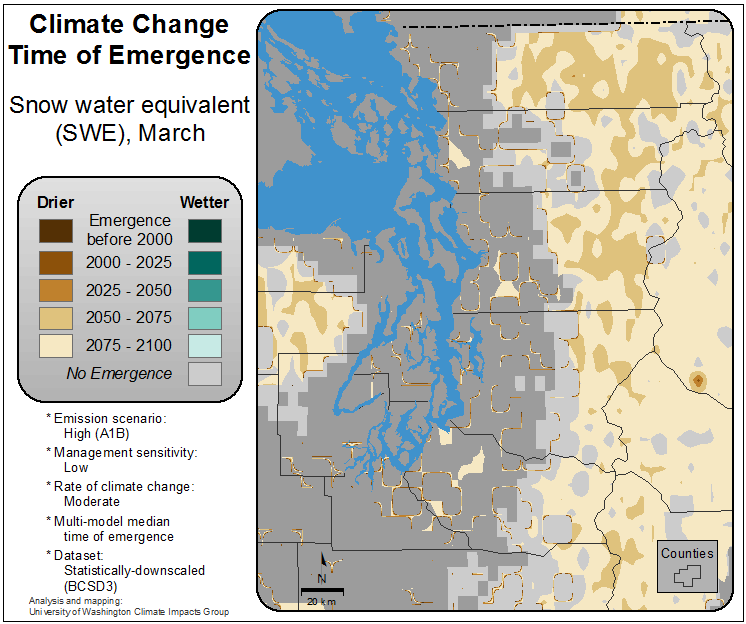 Climate Change
Time of Emergence
Snow water equivalent
(SWE), March
Drier
Wetter
Emergence
before 2000
2000 - 2025
2025 - 2050
2050 - 2075
2075 - 2100
No Emergence
* Emission scenario:
High (A1B)
* Management sensitivity:
Low
* Rate of climate change:
Moderate
* Multi-model median
time of emergence
* Dataset:
Statistically-downscaled
(BCSD3)
Analysis and mapping:
University of Washington Climate Impacts Group
N
20 km
Counties